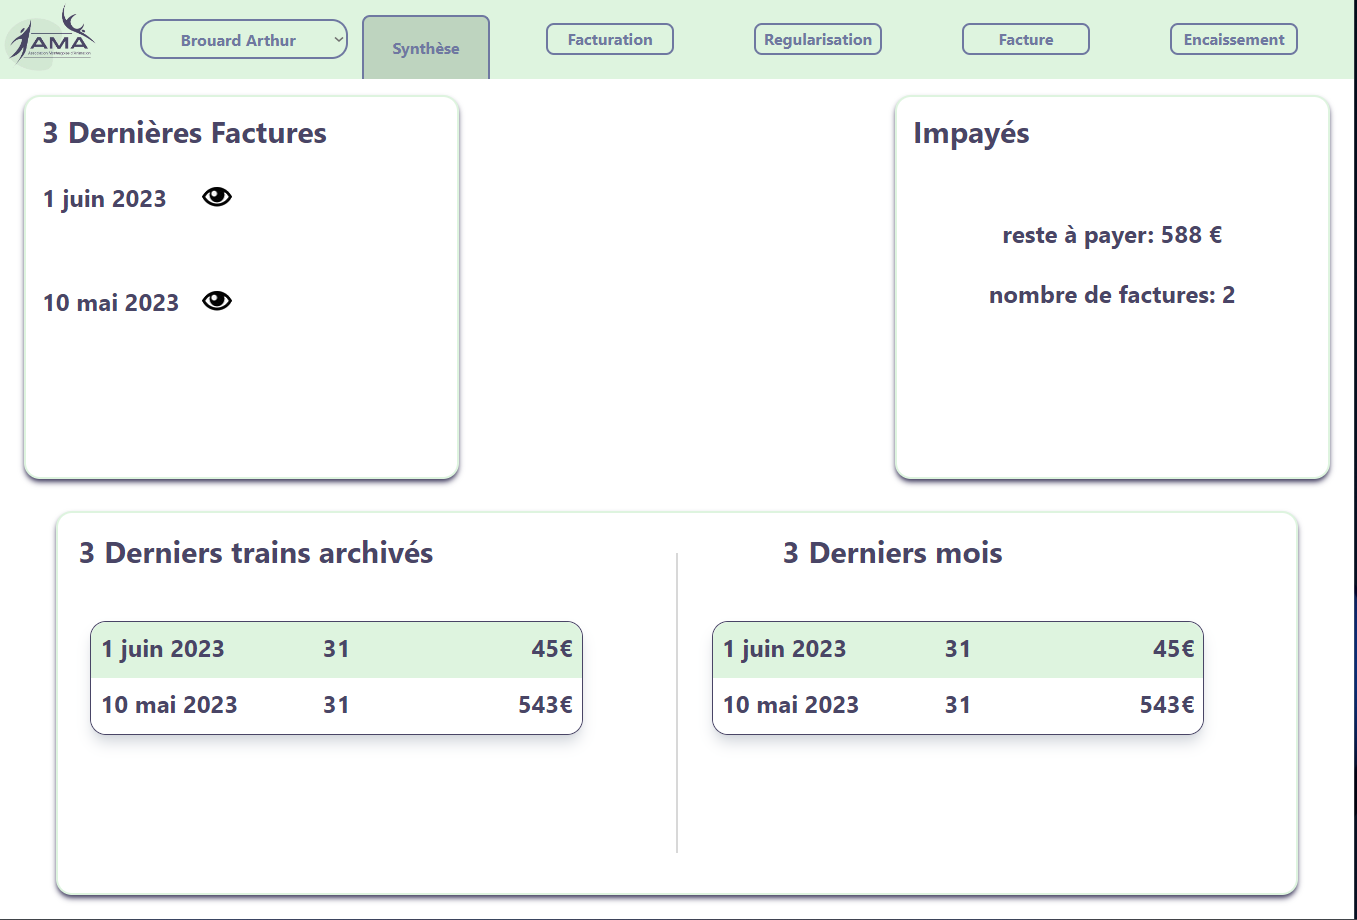 AMA
Brouard Arthur
Synthèse
Facturation
Regularisation
Facture
Encaissement
3 Dernières Factures
1 juin 2023
10 mai 2023
Impayés
reste à payer: 588 €
nombre de factures: 2
3 Derniers trains archivés
1 juin 2023 31 45€
10 mai 2023 31 543€
3 Derniers mois
1 juin 2023 31 45€
10 mai 2023 31 543€